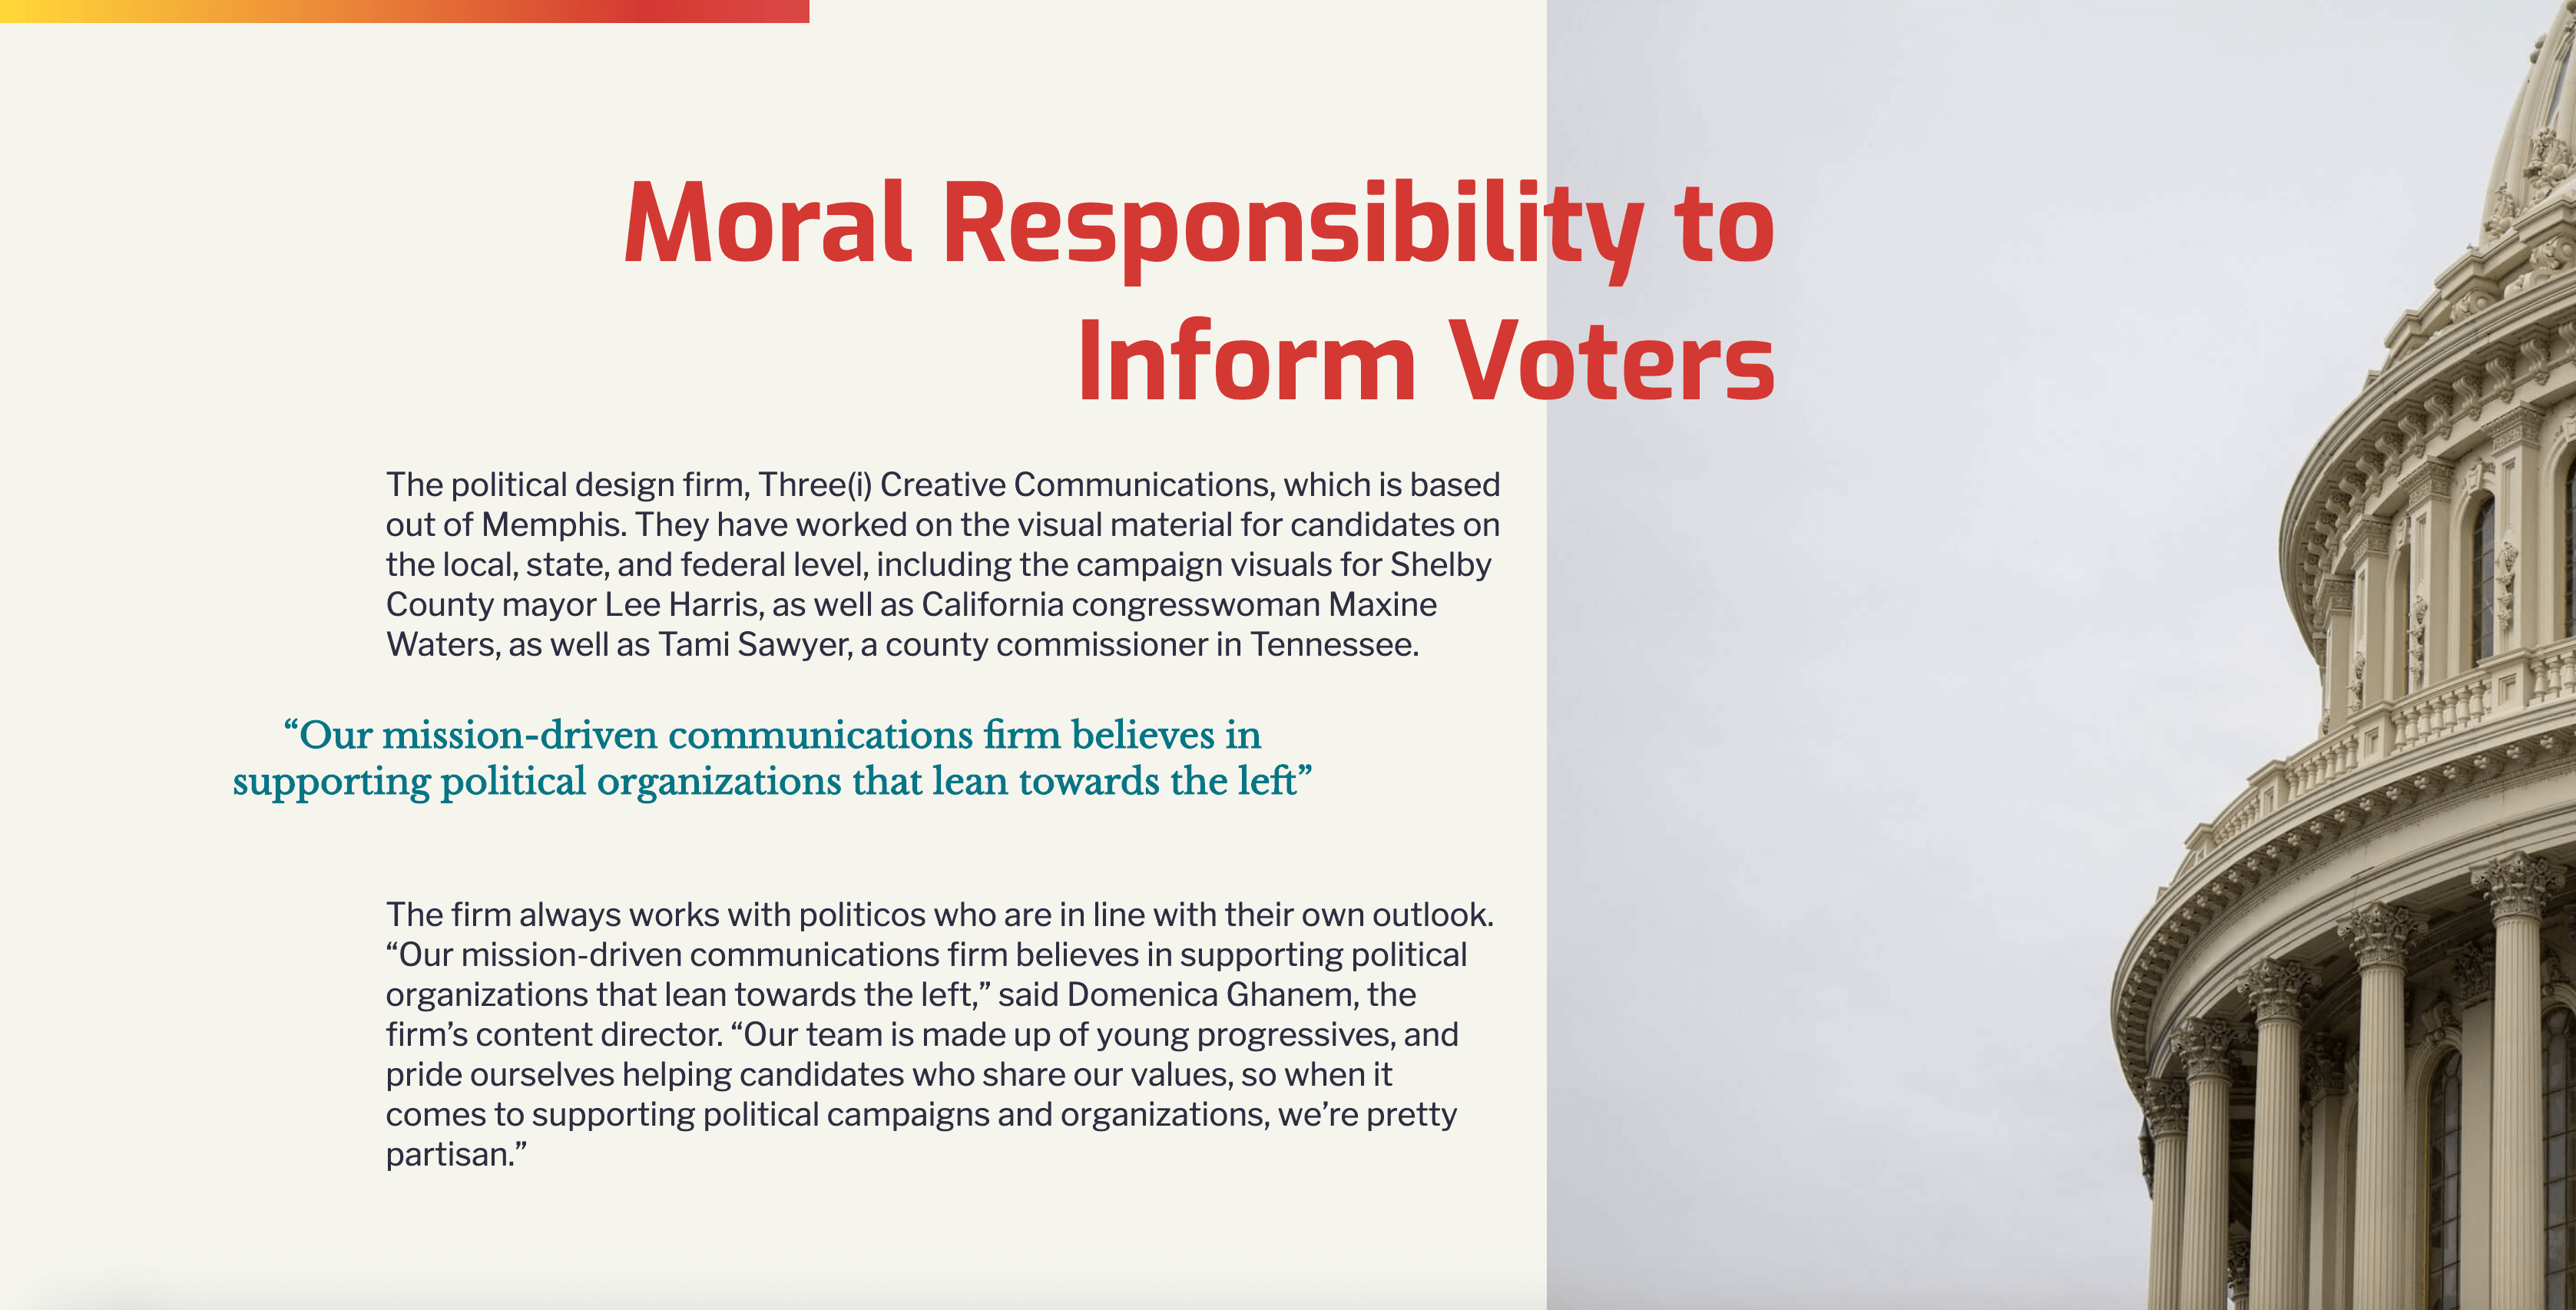 Moral Responsibility to
Inform Voters
The political design firm, Three(i) Creative Communications, which is based
out of Memphis. They have worked on the visual material for candidates on
the local, state, and federal level, including the campaign visuals for Shelby
County mayor Lee Harris, as well as California congresswoman Maxine
Waters, as well as Tami Sawyer, a county commissioner in Tennessee.
“Our mission-driven communications firm believes in
supporting political organizations that lean towards the left”
The firm always works with politicos who are in line with their own outlook.
“Our mission-driven communications firm believes in supporting political
organizations that lean towards the left,” said Domenica Ghanem, the
firm’s content director. “Our team is made up of young progressives, and
pride ourselves helping candidates who share our values, so when it
comes to supporting political campaigns and organizations, we’re pretty
partisan.”